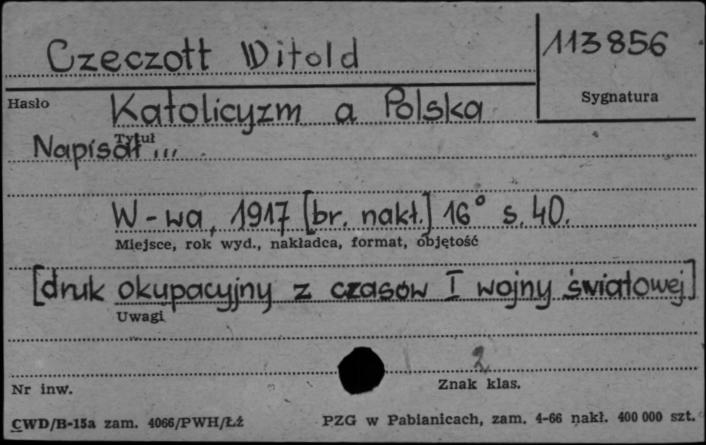 Czeczott Witold
113856
Hasło
Sygnatura
Katolicyzm a Polska
Tytuł
Napisał...
W-wa, 1917 [br. nakł.] 16° s. 40.
Miejsce, rok wyd., nakładca, format, objętość
[druk okupacyjny z czasów I wojny światowej]
Uwagi
2
Nr inw.
Znak klas.
CWD/B-15a zam. 4066/PWH/Łź
PZG w Pabianicach, zam. 4-66 nakł. 400 000 szt.